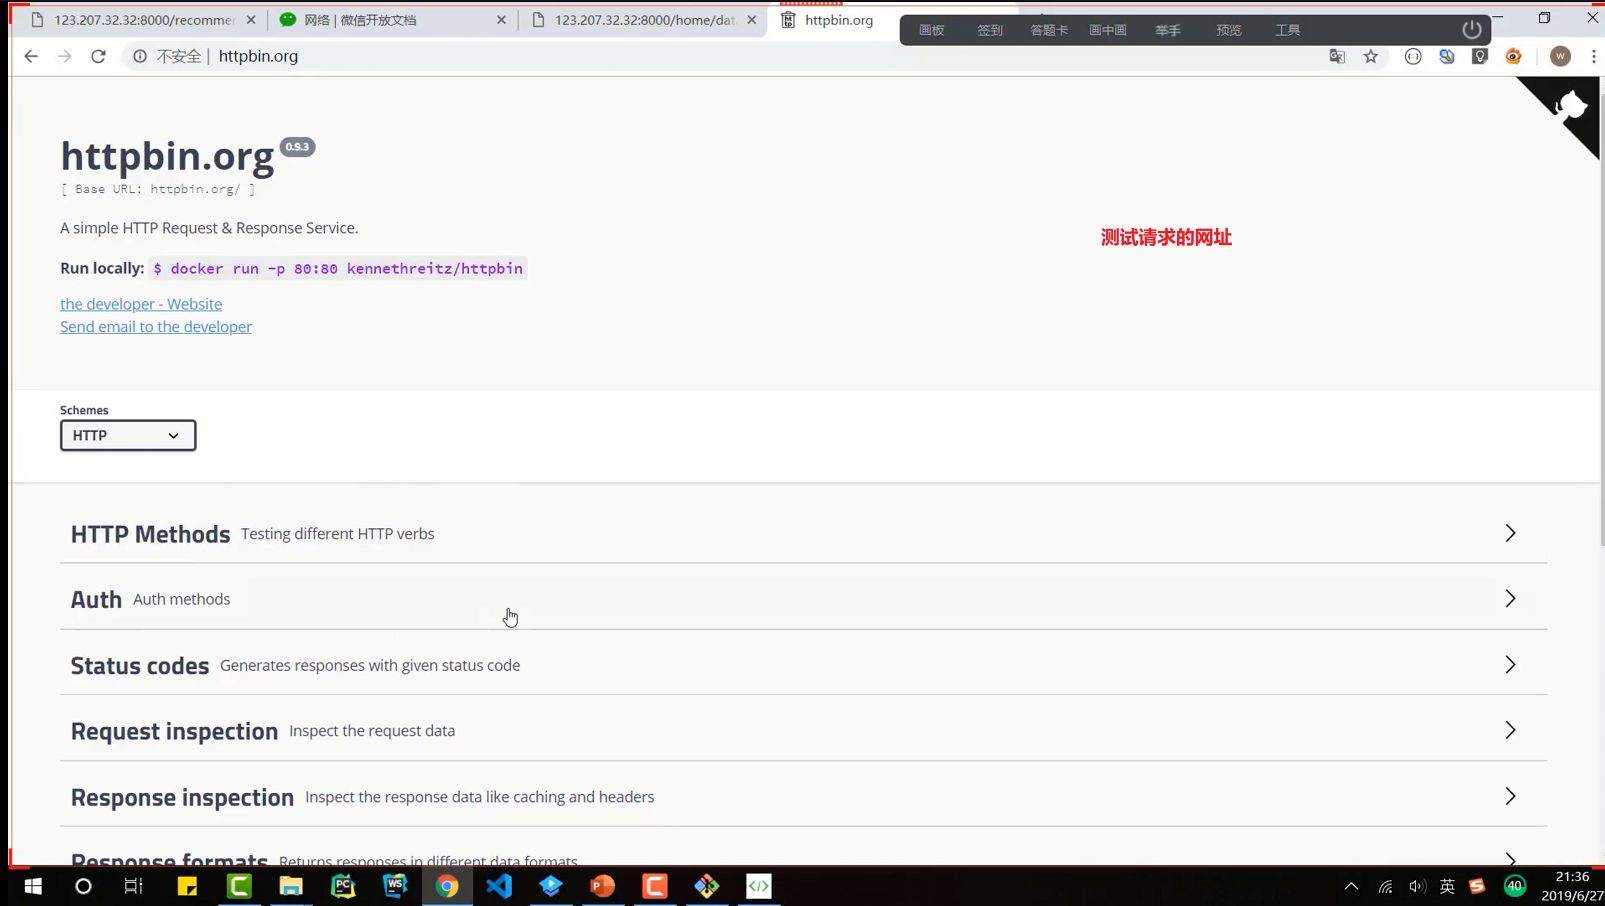 123.207.32.32:8000/recommer
网络 | 微信开放文档
123.207.32.32:8000/home/dat
httpbin.org
画板
签到
答题卡
画中画
举手
预览
工具
不安全 | httpbin.org
W
httpbin.org 0.9.3
[ Base URL: httpbin.org/ ]
A simple HTTP Request & Response Service.
测试请求的网址
Run locally: $ docker run -p 80:80 kennethreitz/httpbin
the developer - Website
Send email to the developer
Schemes
HTTP
HTTP Methods Testing different HTTP verbs
Auth Auth methods
Status codes Generates responses with given status code
Request inspection Inspect the request data
Response inspection Inspect the response data like caching and headers
Response formats Returns responses in different data formats
PC
WS
英
40
21:36
2019/6/27